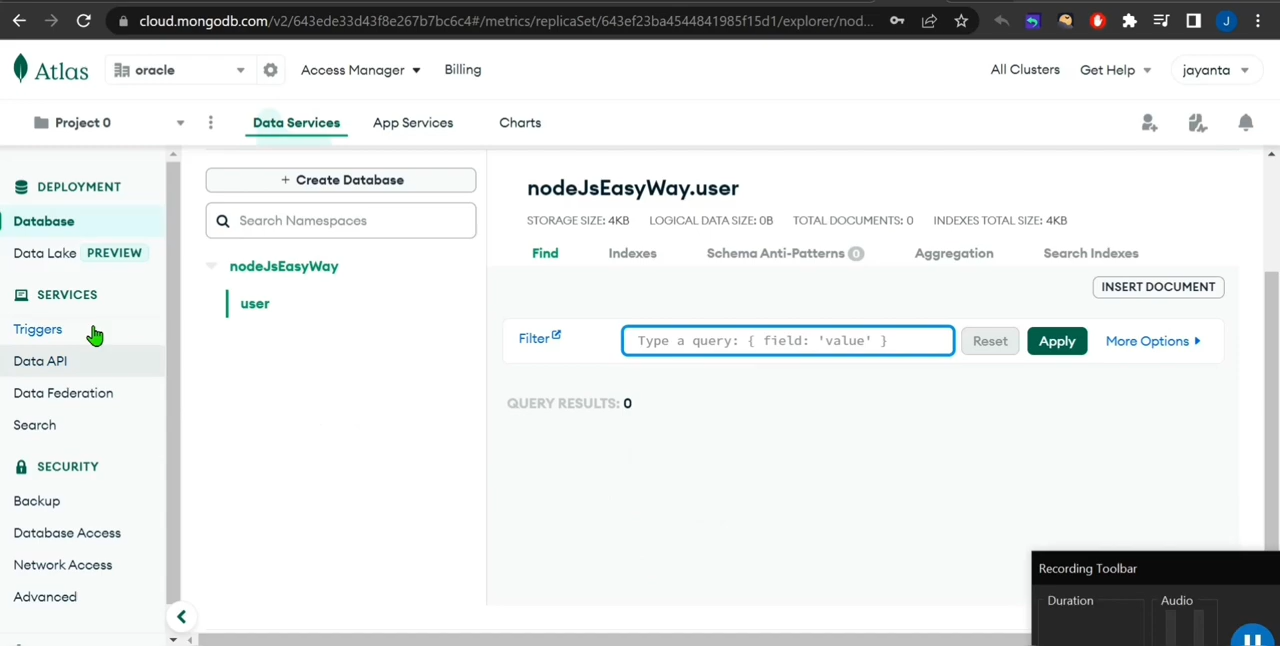 cloud.mongodb.com/v2/643ede33d43f8e267b7bc6c4#/metrics/replicaSet/643ef23ba4544841985f15d1/explorer/nod...
J
Atlas
oracle
Access Manager
Billing
All Clusters
Get Help
jayanta
Project 0
Data Services
App Services
Charts
DEPLOYMENT
Database
Data Lake PREVIEW
SERVICES
Triggers
Data API
Data Federation
Search
SECURITY
Backup
Database Access
Network Access
Advanced
+ Create Database
Search Namespaces
nodeJsEasyWay
user
nodeJsEasyWay.user
STORAGE SIZE: 4KB LOGICAL DATA SIZE: 0B TOTAL DOCUMENTS: 0 INDEXES TOTAL SIZE: 4KB
Find Indexes Schema Anti-Patterns 0 Aggregation Search Indexes
INSERT DOCUMENT
Filter Type a query: { field: 'value' } Reset Apply More Options
QUERY RESULTS: 0
Recording Toolbar
Duration Audio